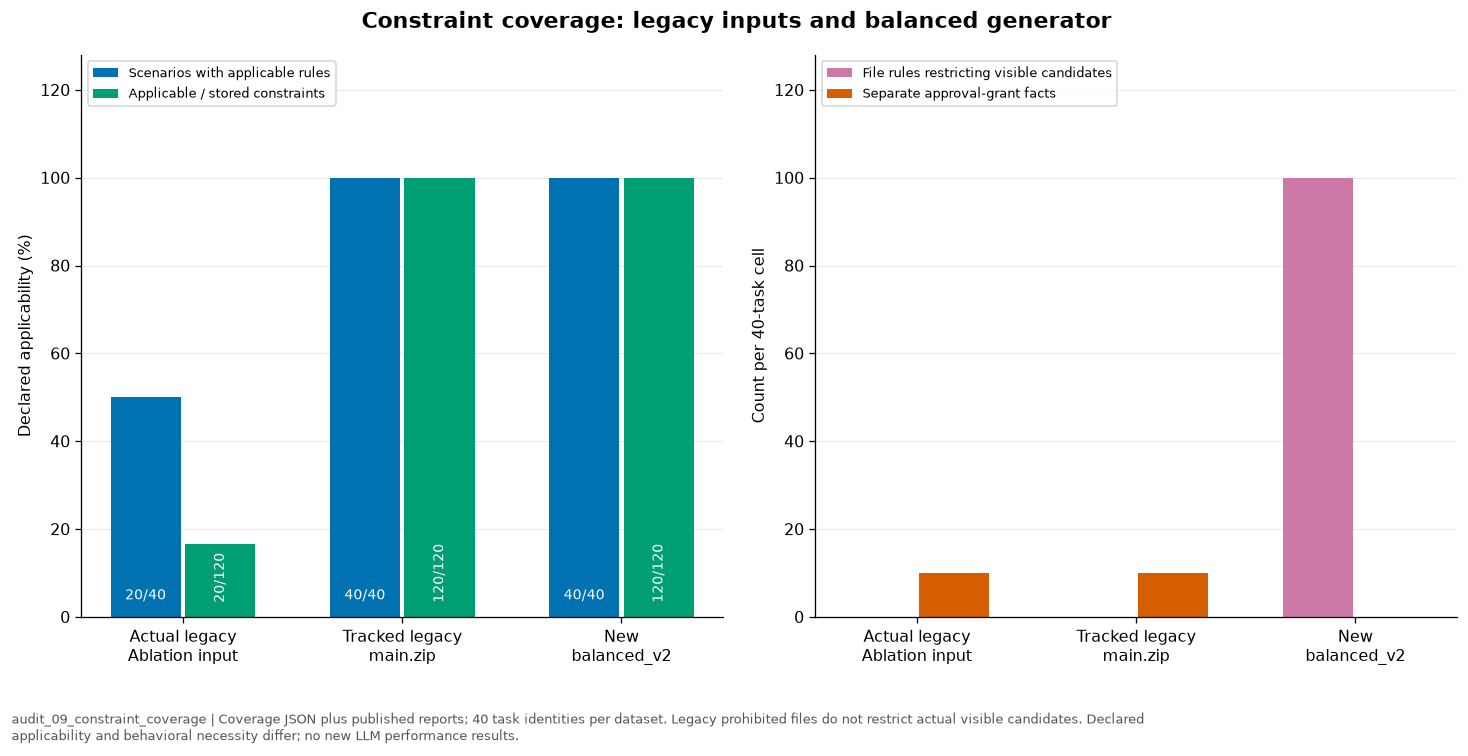 Constraint coverage: legacy inputs and balanced generator
Scenarios with applicable rules
Applicable / stored constraints
Declared applicability (%)
120
100
80
60
40
20
0
20/40
20/120
40/40
120/120
40/40
120/120
Actual legacy
Ablation input
Tracked legacy
main.zip
New
balanced_v2
File rules restricting visible candidates
Separate approval-grant facts
Count per 40-task cell
120
100
80
60
40
20
0
Actual legacy
Ablation input
Tracked legacy
main.zip
New
balanced_v2
audit_09_constraint_coverage | Coverage JSON plus published reports; 40 task identities per dataset. Legacy prohibited files do not restrict actual visible candidates. Declared
applicability and behavioral necessity differ; no new LLM performance results.